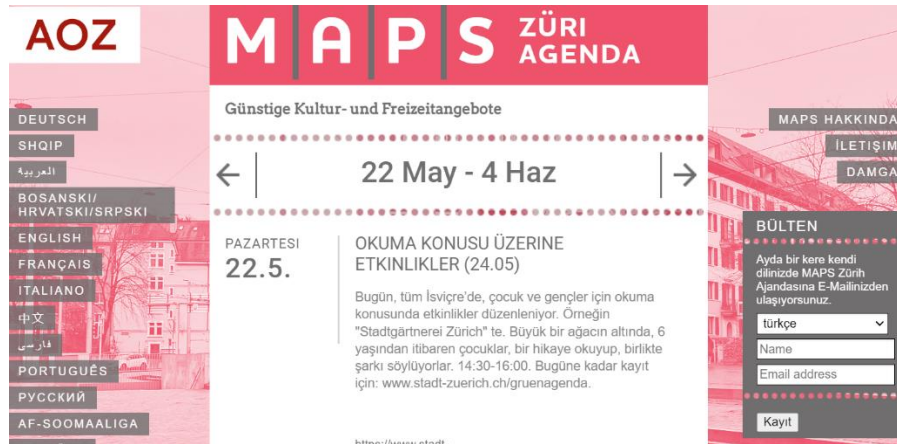 AOZ
MAPS ZÜRI
AGENDA
Günstige Kultur- und Freizeitangebote
DEUTSCH
SHQIP
العربية
BOSANSKI/
HRVATSKI/SRPSKI
ENGLISH
FRANÇAIS
ITALIANO
中文
فارسی
PORTUGUÊS
РУССКИЙ
AF-SOOMAALIGA
22 May - 4 Haz
PAZARTESI
22.5.
OKUMA KONUSU ÜZERINE
ETKINLIKLER (24.05)
Bugün, tüm İsviçre'de, çocuk ve gençler için okuma
konusunda etkinlikler düzenleniyor. Örneğin
"Stadtgärtnerei Zürich" te. Büyük bir ağacın altında, 6
yaşından itibaren çocuklar, bir hikaye okuyup, birlikte
şarkı söylüyorlar. 14:30-16:00. Bugüne kadar kayıt
için: www.stadt-zuerich.ch/gruenagenda.
https://www.stadt-
MAPS HAKKINDA
İLETIŞIM
DAMGA
BÜLTEN
Ayda bir kere kendi
dilinizde MAPS Zürih
Ajandasına E-Mailinizden
ulaşıyorsunuz.
türkçe
Name
Email address
Kayıt